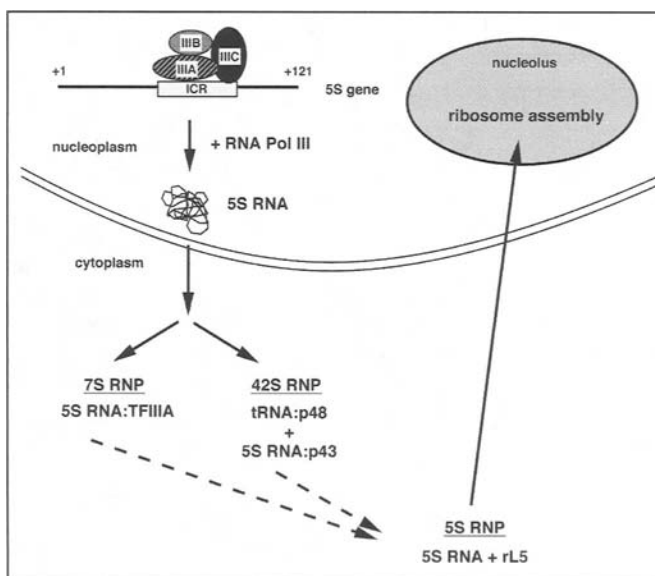 IIIB
IIIC
IIIA
+1
+121
ICR
5S gene
nucleolus
ribosome assembly
nucleoplasm
+ RNA Pol III
5S RNA
cytoplasm
7S RNP
5S RNA:TFIIIA
42S RNP
tRNA:p48
+
5S RNA:p43
5S RNP
5S RNA + rL5